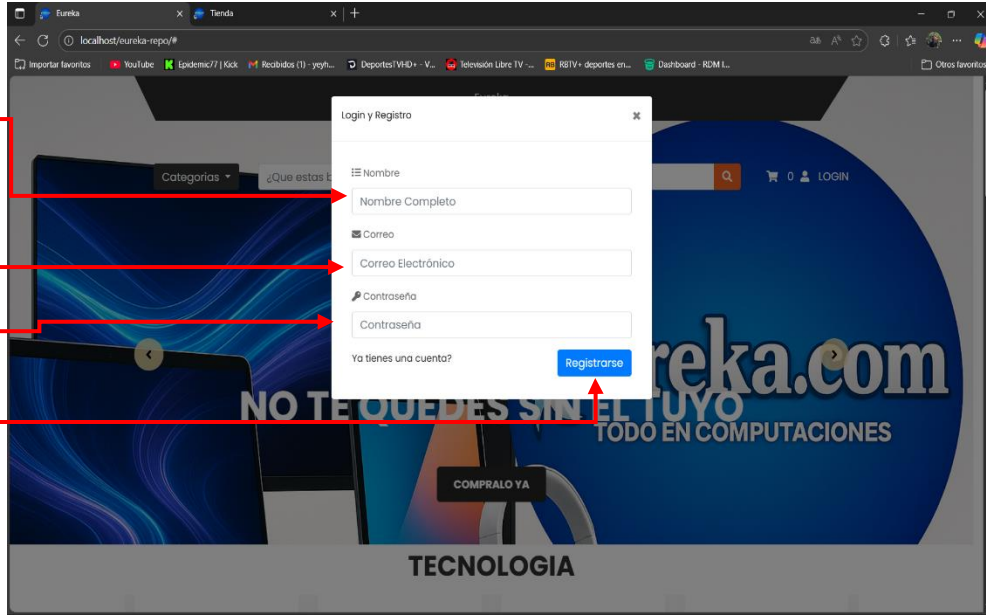 Eureka
Tienda
localhost/eureka-repo/#
Importar favoritos
YouTube
Epidemic77 | Kick
Recibidos (1) - yeyh...
DeportesTVHD+ - V...
Televisión Libre TV -...
RBTV+ deportes en...
Dashboard - RDM I...
Otros favoritos
Login y Registro
Categorias
¿Que estas b
0
LOGIN
Nombre
Nombre Completo
Correo
Correo Electrónico
Contraseña
Contraseña
Ya tienes una cuenta?
Registrarse
reka.com
NO TE QUEDES SIN EL TUYO
TODO EN COMPUTACIONES
COMPRALO YA
TECNOLOGIA